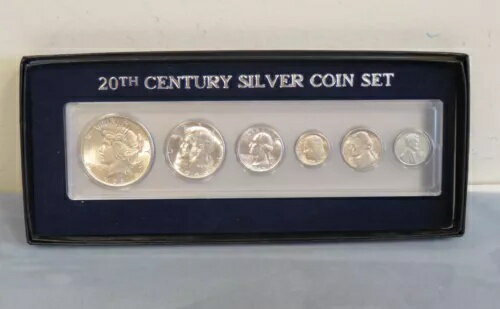 20TH CENTURY SILVER COIN SET